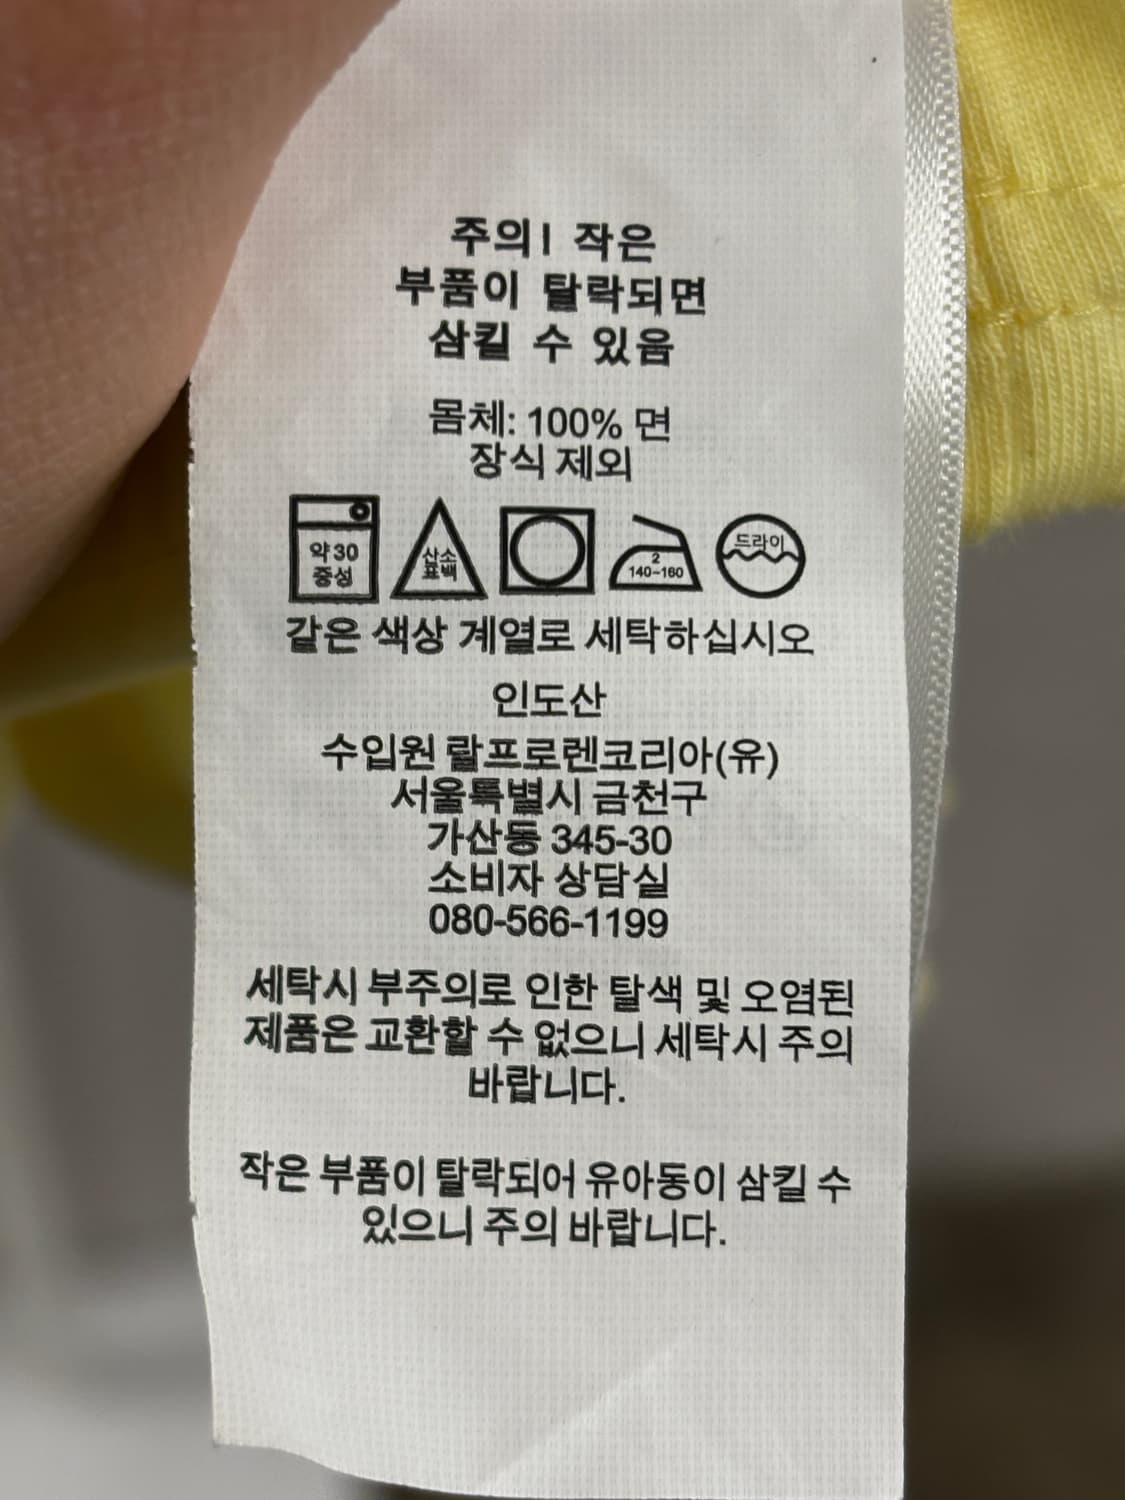 주의! 작은
부품이 탈락되면
삼킬 수 있음
몸체: 100% 면
장식 제외
약 30
중성
산소
표백
2
140~160
드라이
같은 색상 계열로 세탁하십시오
인도산
수입원 랄프로렌코리아(유)
서울특별시 금천구
가산동 345-30
소비자 상담실
080-566-1199
세탁시 부주의로 인한 탈색 및 오염된
제품은 교환할 수 없으니 세탁시 주의
바랍니다.
작은 부품이 탈락되어 유아동이 삼킬 수
있으니 주의 바랍니다.